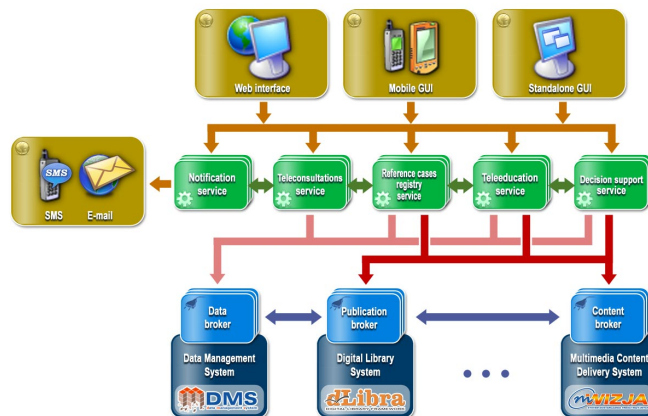 Web interface
Mobile GUI
Standalone GUI
SMS
SMS
E-mail
Notification
service
Teleconsultations
service
Reference cases
registry
service
Teleeducation
service
Decision support
service
Data
broker
Publication
broker
Content
broker
Data Management
System
Digital Library
System
Multimedia Content
Delivery System
DMS
dLibra
DIGITAL LIBRARY FRAMEWORK
mWIZJA